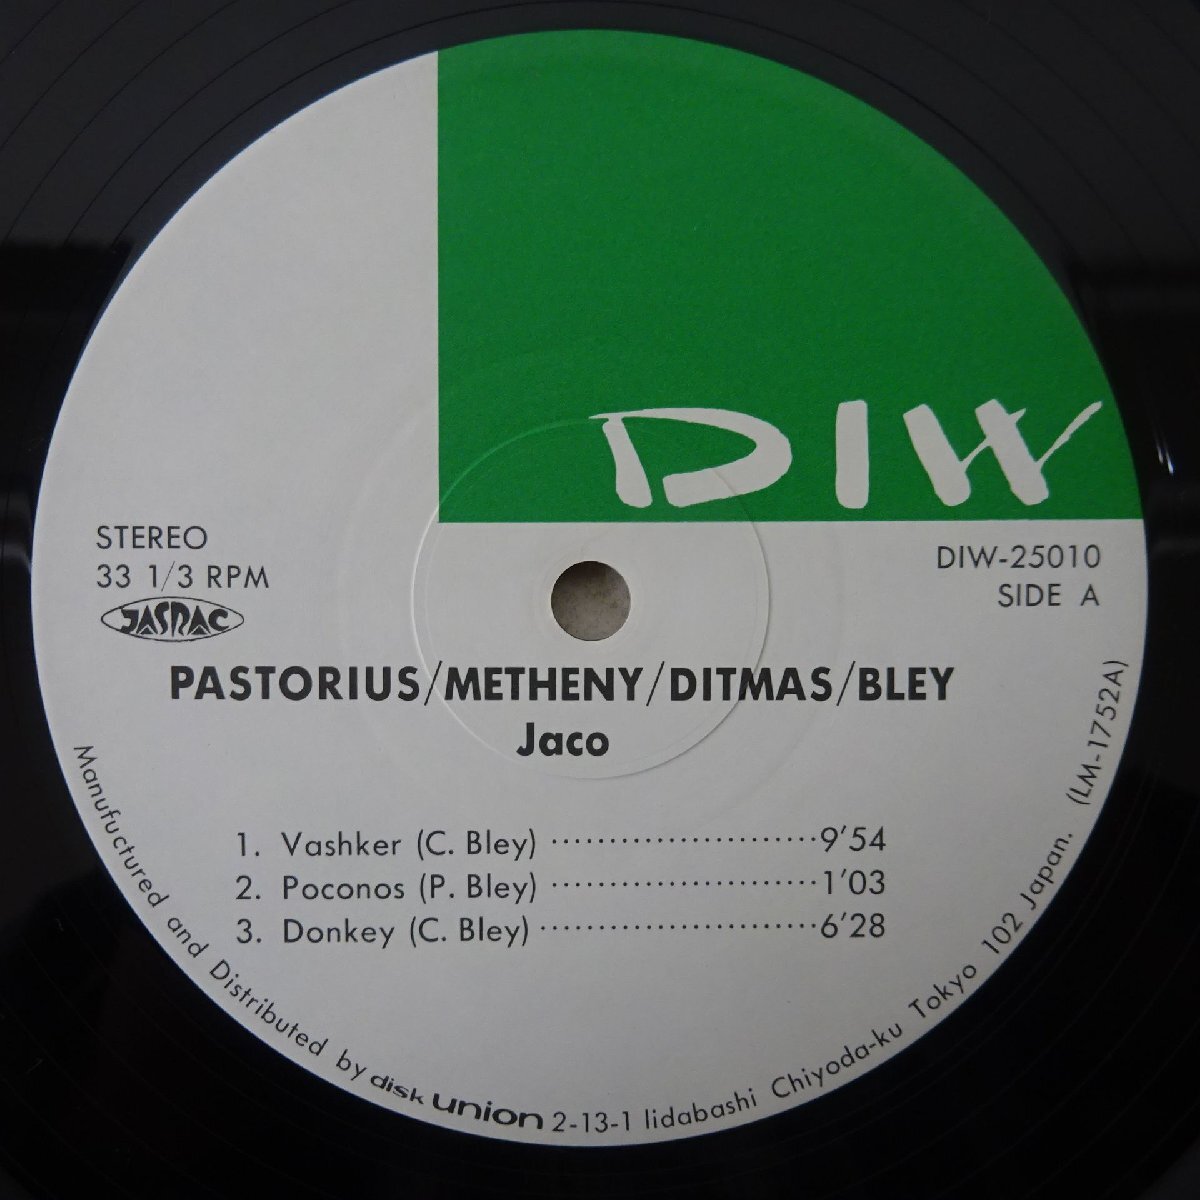 DIW
STEREO
33 1/3 RPM
JASRAC
DIW-25010
SIDE A
PASTORIUS/METHENY/DITMAS/BLEY
Jaco
1. Vashker (C. Bley) ························9′54
2. Poconos (P. Bley) ························1′03
3. Donkey (C. Bley) ·························6′28
Manufuctured and Distributed by disk union 2-13-1 Iidabashi Chiyoda-ku Tokyo 102 Japan. (LM-1752A)